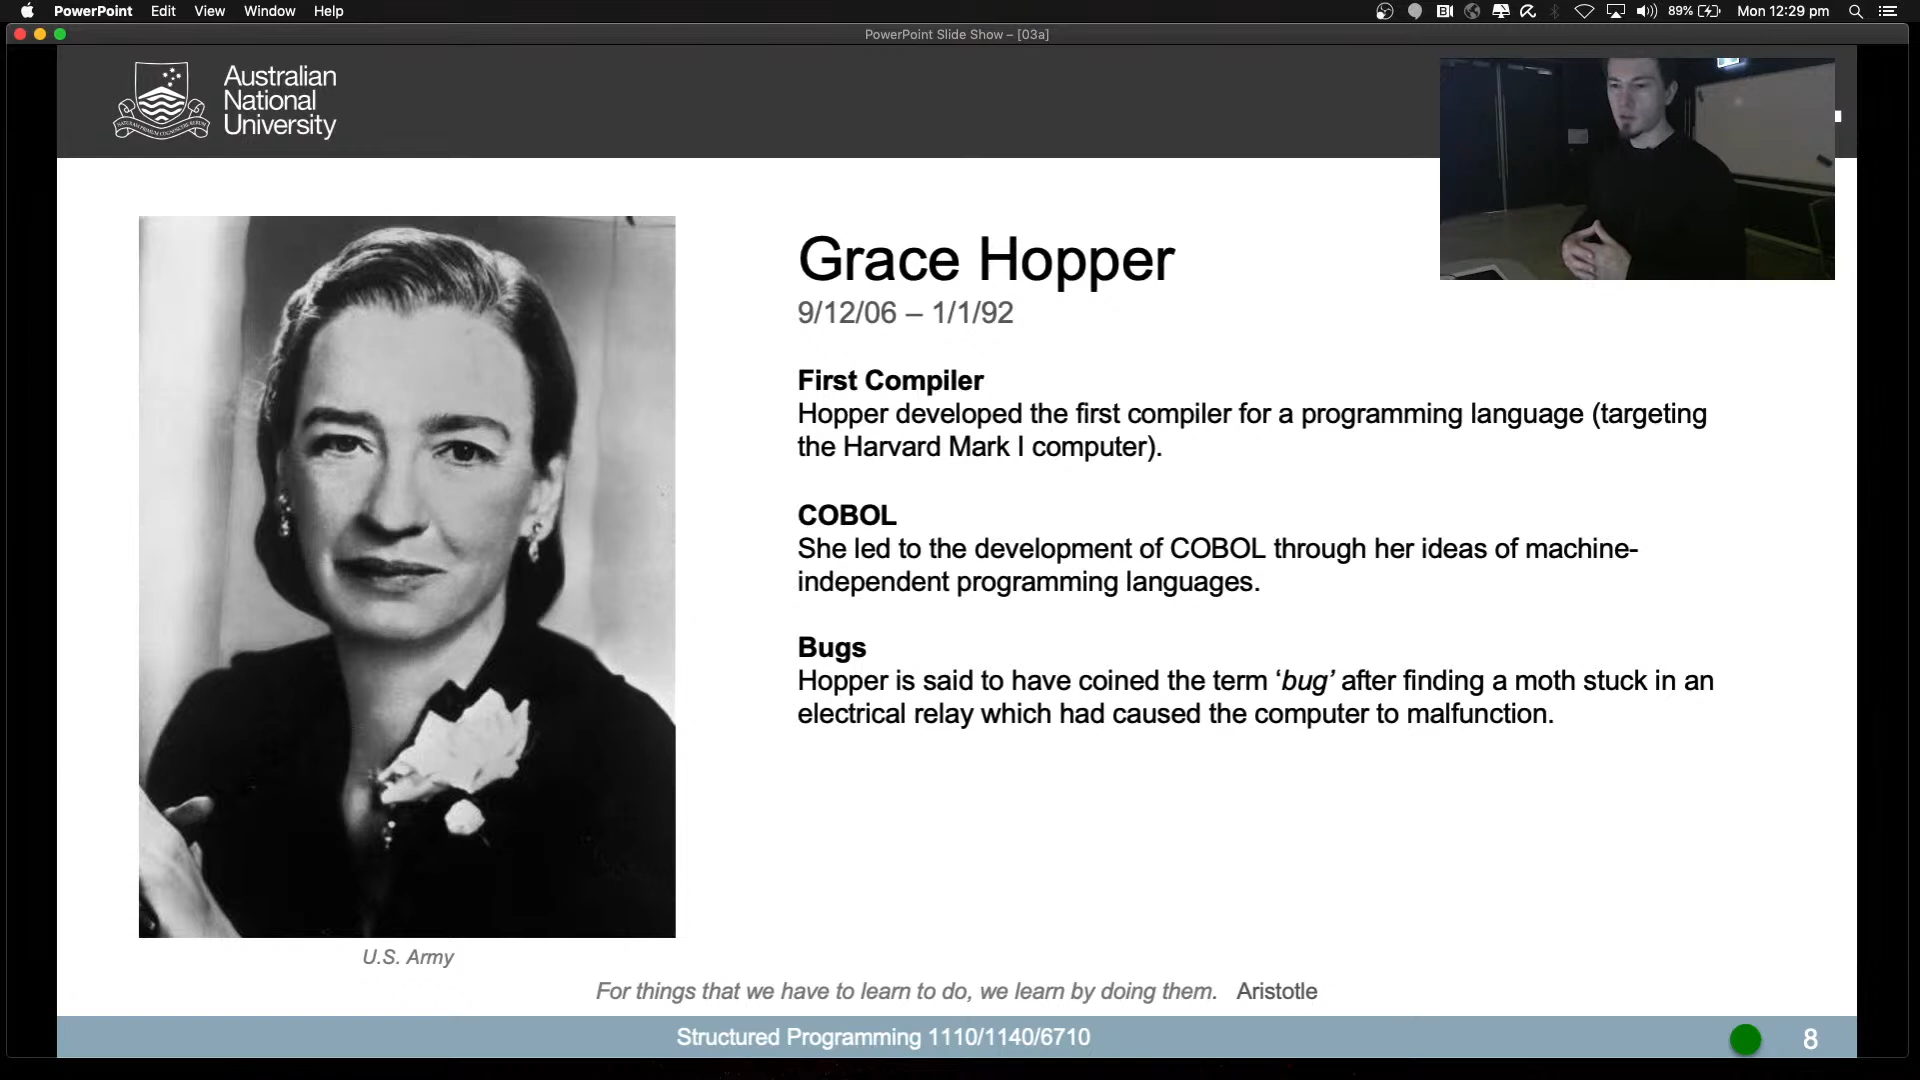 PowerPoint Edit View Window Help 89% Mon 12:29 pm
PowerPoint Slide Show – [03a]
Australian
National
University
Grace Hopper
9/12/06 – 1/1/92
First Compiler
Hopper developed the first compiler for a programming language (targeting
the Harvard Mark I computer).
COBOL
She led to the development of COBOL through her ideas of machine-
independent programming languages.
Bugs
Hopper is said to have coined the term ‘bug’ after finding a moth stuck in an
electrical relay which had caused the computer to malfunction.
U.S. Army
For things that we have to learn to do, we learn by doing them. Aristotle
Structured Programming 1110/1140/6710
8